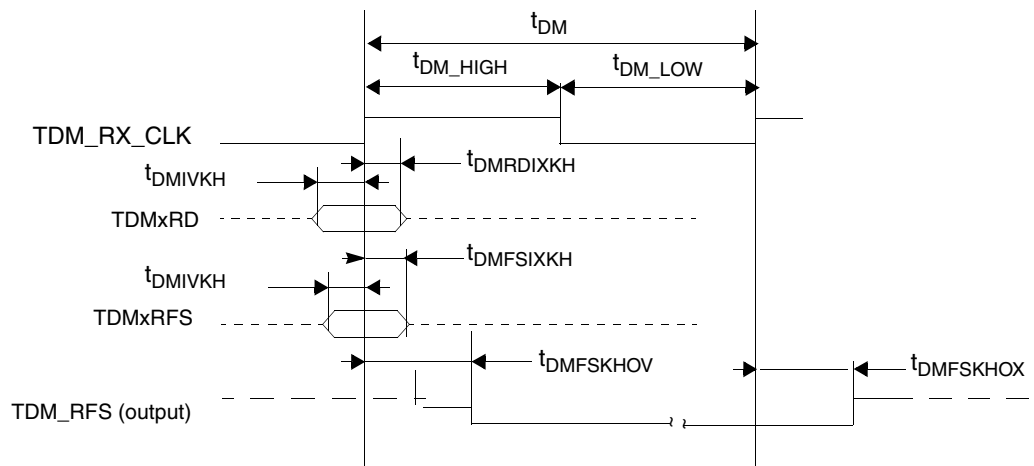 tDM
tDM_HIGH
tDM_LOW
TDM_RX_CLK
tDMRDIXKH
tDMIVKH
TDMxRD
tDMFSIXKH
tDMIVKH
TDMxRFS
tDMFSKHOV
tDMFSKHOX
TDM_RFS (output)